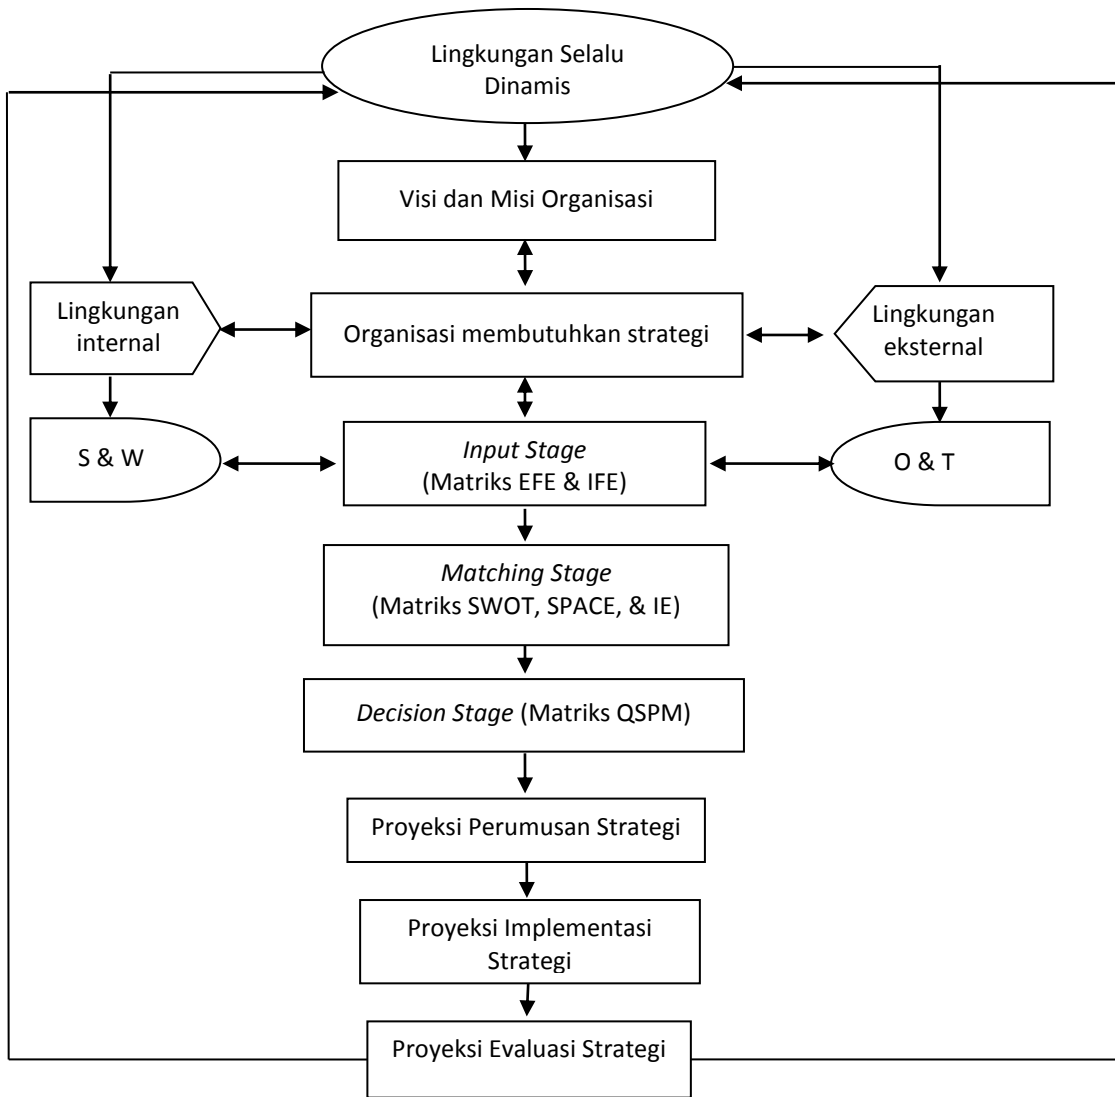 Lingkungan Selalu
Dinamis
Visi dan Misi Organisasi
Lingkungan
internal
Organisasi membutuhkan strategi
Lingkungan
eksternal
S & W
Input Stage
(Matriks EFE & IFE)
O & T
Matching Stage
(Matriks SWOT, SPACE, & IE)
Decision Stage (Matriks QSPM)
Proyeksi Perumusan Strategi
Proyeksi Implementasi
Strategi
Proyeksi Evaluasi Strategi